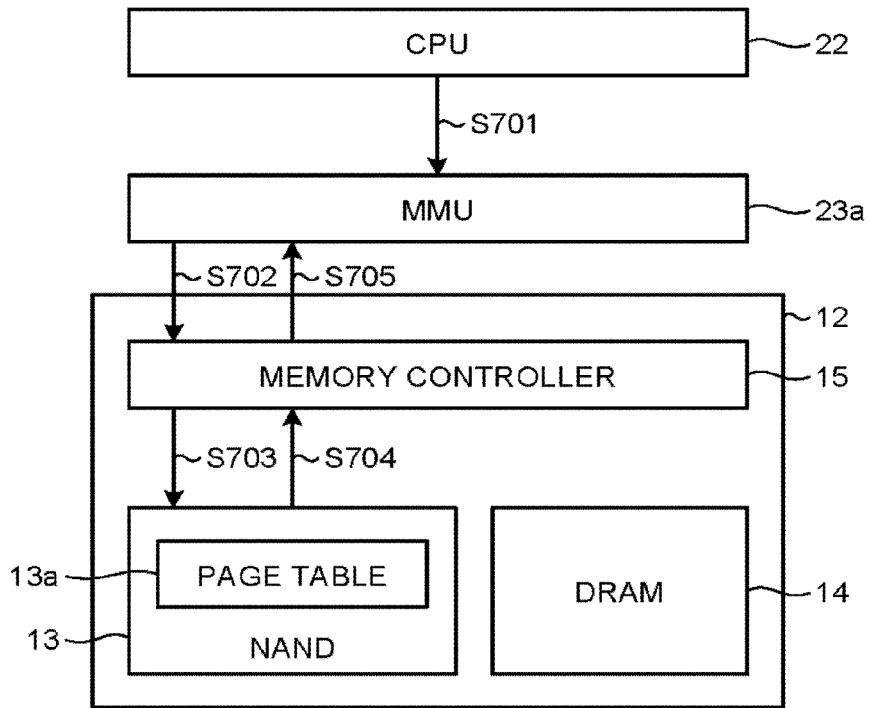 CPU
22
S701
MMU
23a
S702
S705
12
MEMORY CONTROLLER
15
S703
S704
13a
PAGE TABLE
DRAM
14
13
NAND